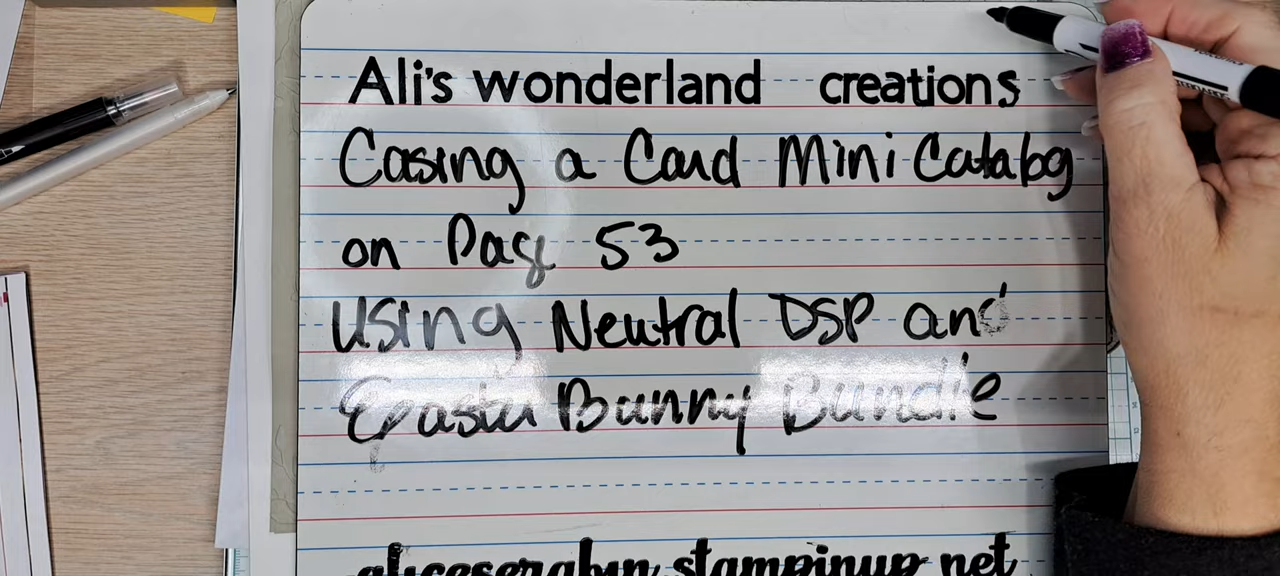 Ali's wonderland creations
Casing a Card Mini Catalog
on Page 53
Using Neutral DSP and
Easter Bunny Bundle
aliceserabin.stampinup.net